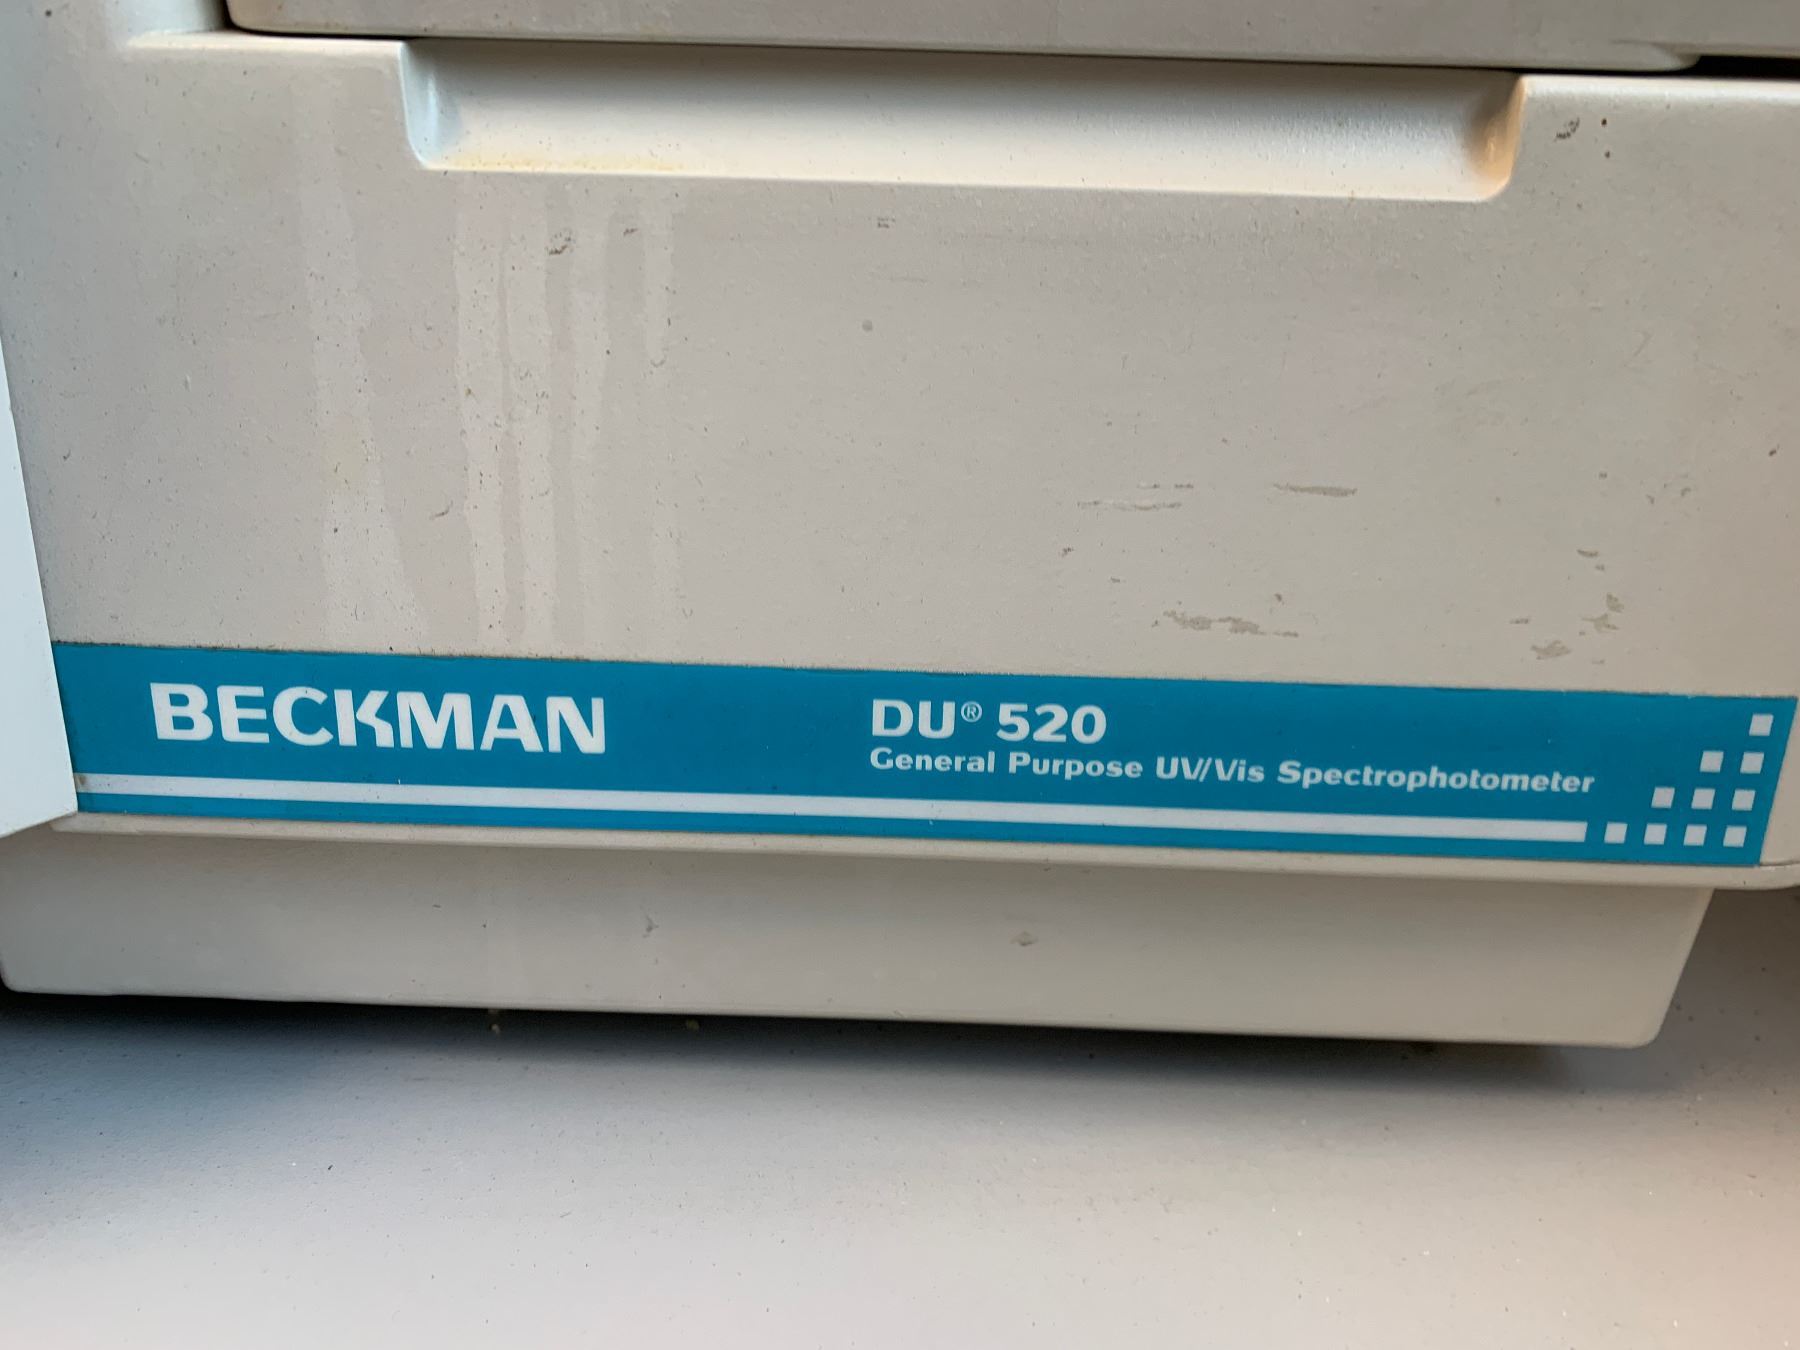 BECKMAN
DU® 520
General Purpose UV/Vis Spectrophotometer